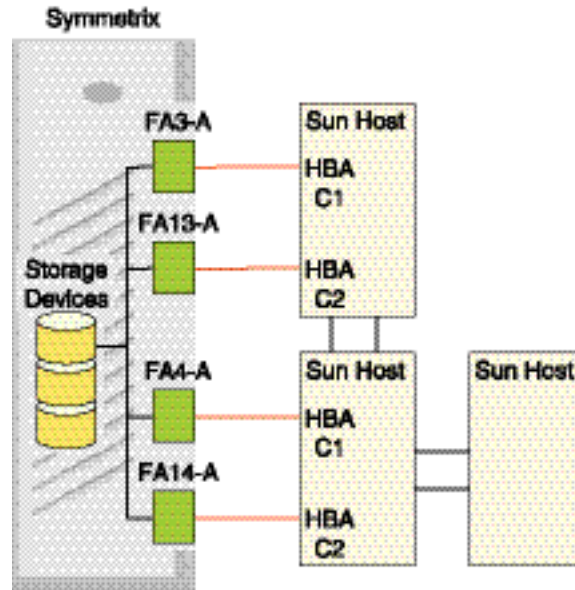 Symmetrix
FA3-A
Sun Host
HBA
C1
FA13-A
HBA
C2
Storage
Devices
FA4-A
Sun Host
Sun Host
HBA
C1
FA14-A
HBA
C2